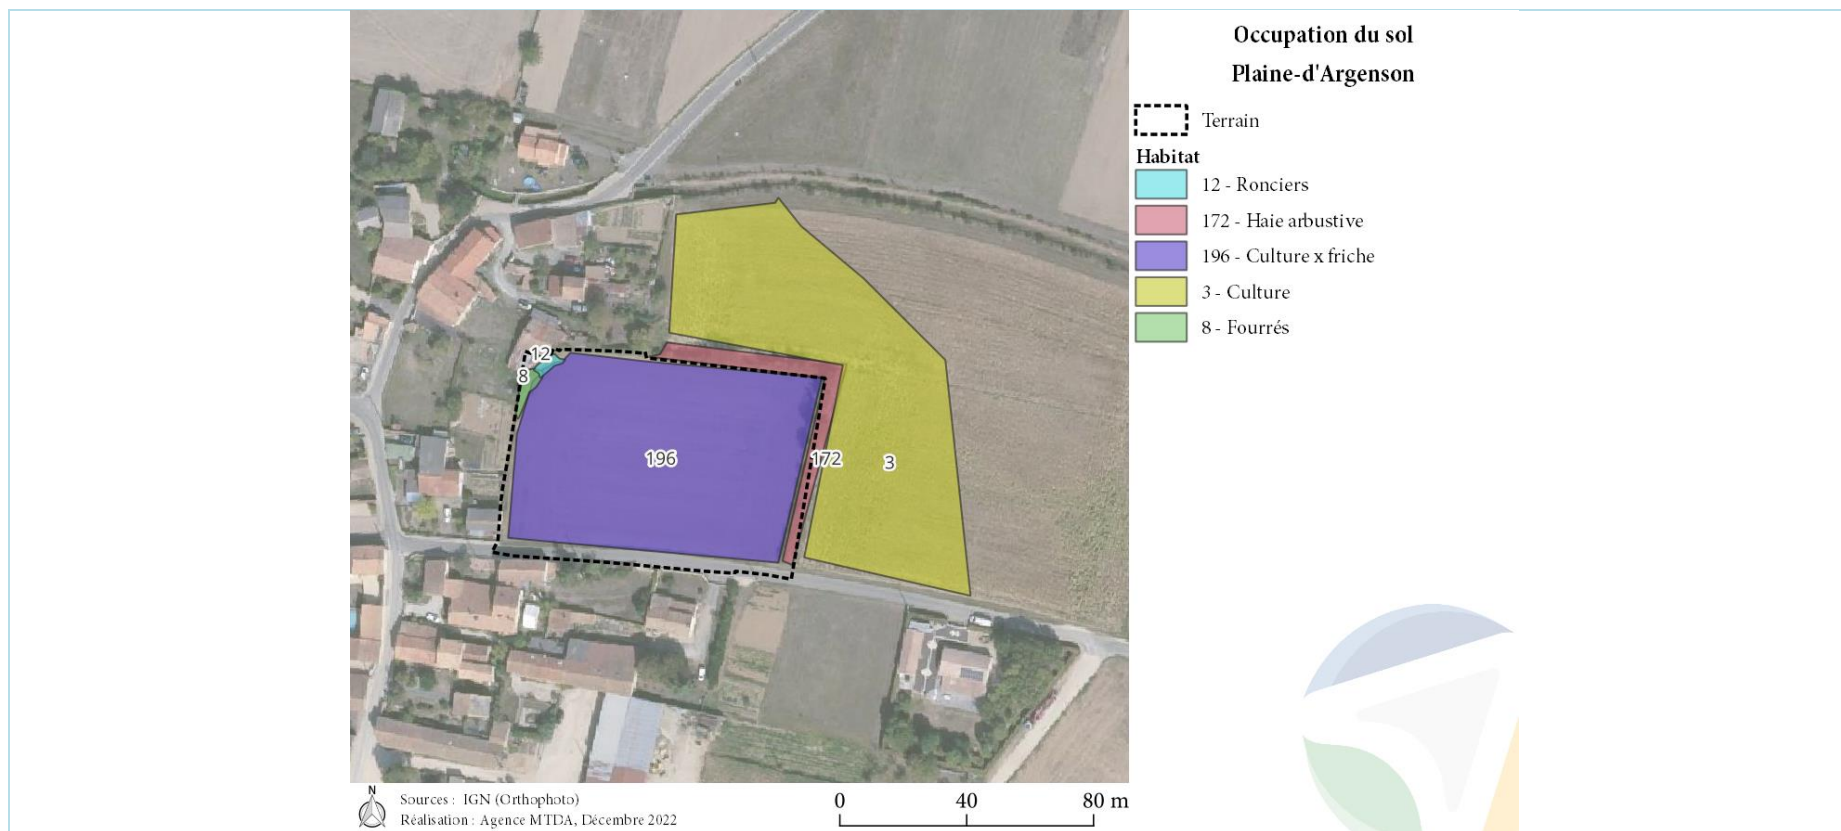 Occupation du sol
Plaine-d'Argenson
Terrain
Habitat
12 - Ronciers
172 - Haie arbustive
196 - Culture x friche
3 - Culture
8 - Fourrés
12
8
196
172
3
N
Sources : IGN (Orthophoto)
Réalisation : Agence MTDA, Décembre 2022
0 40 80 m